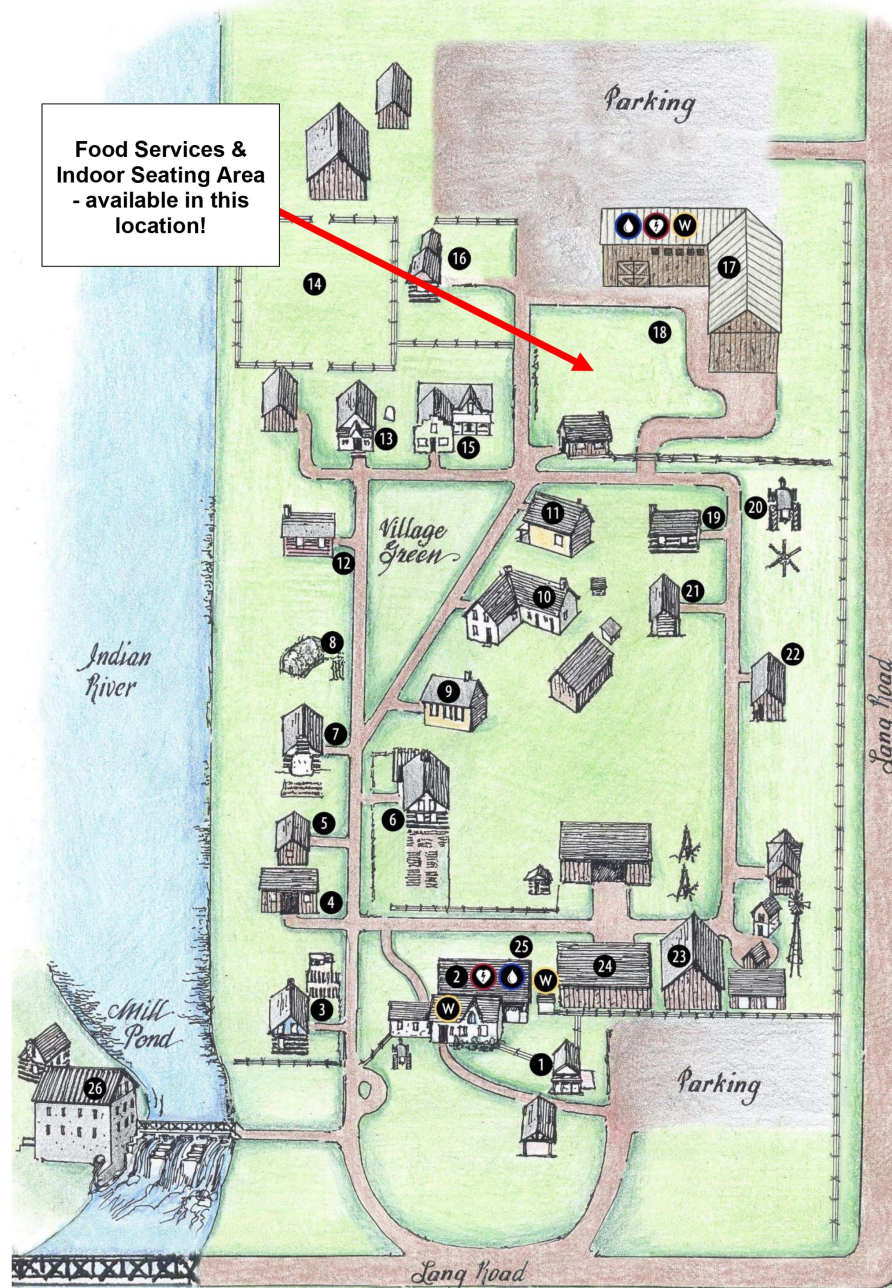 Parking
Food Services &
Indoor Seating Area
- available in this
location!
W
16
17
14
18
13
15
11
19
20
12
Village
Green
10
21
8
22
Indian
River
9
7
Lang Road
5
6
4
25
2
W
24
23
3
W
Mill
Pond
1
26
Parking
Lang Road